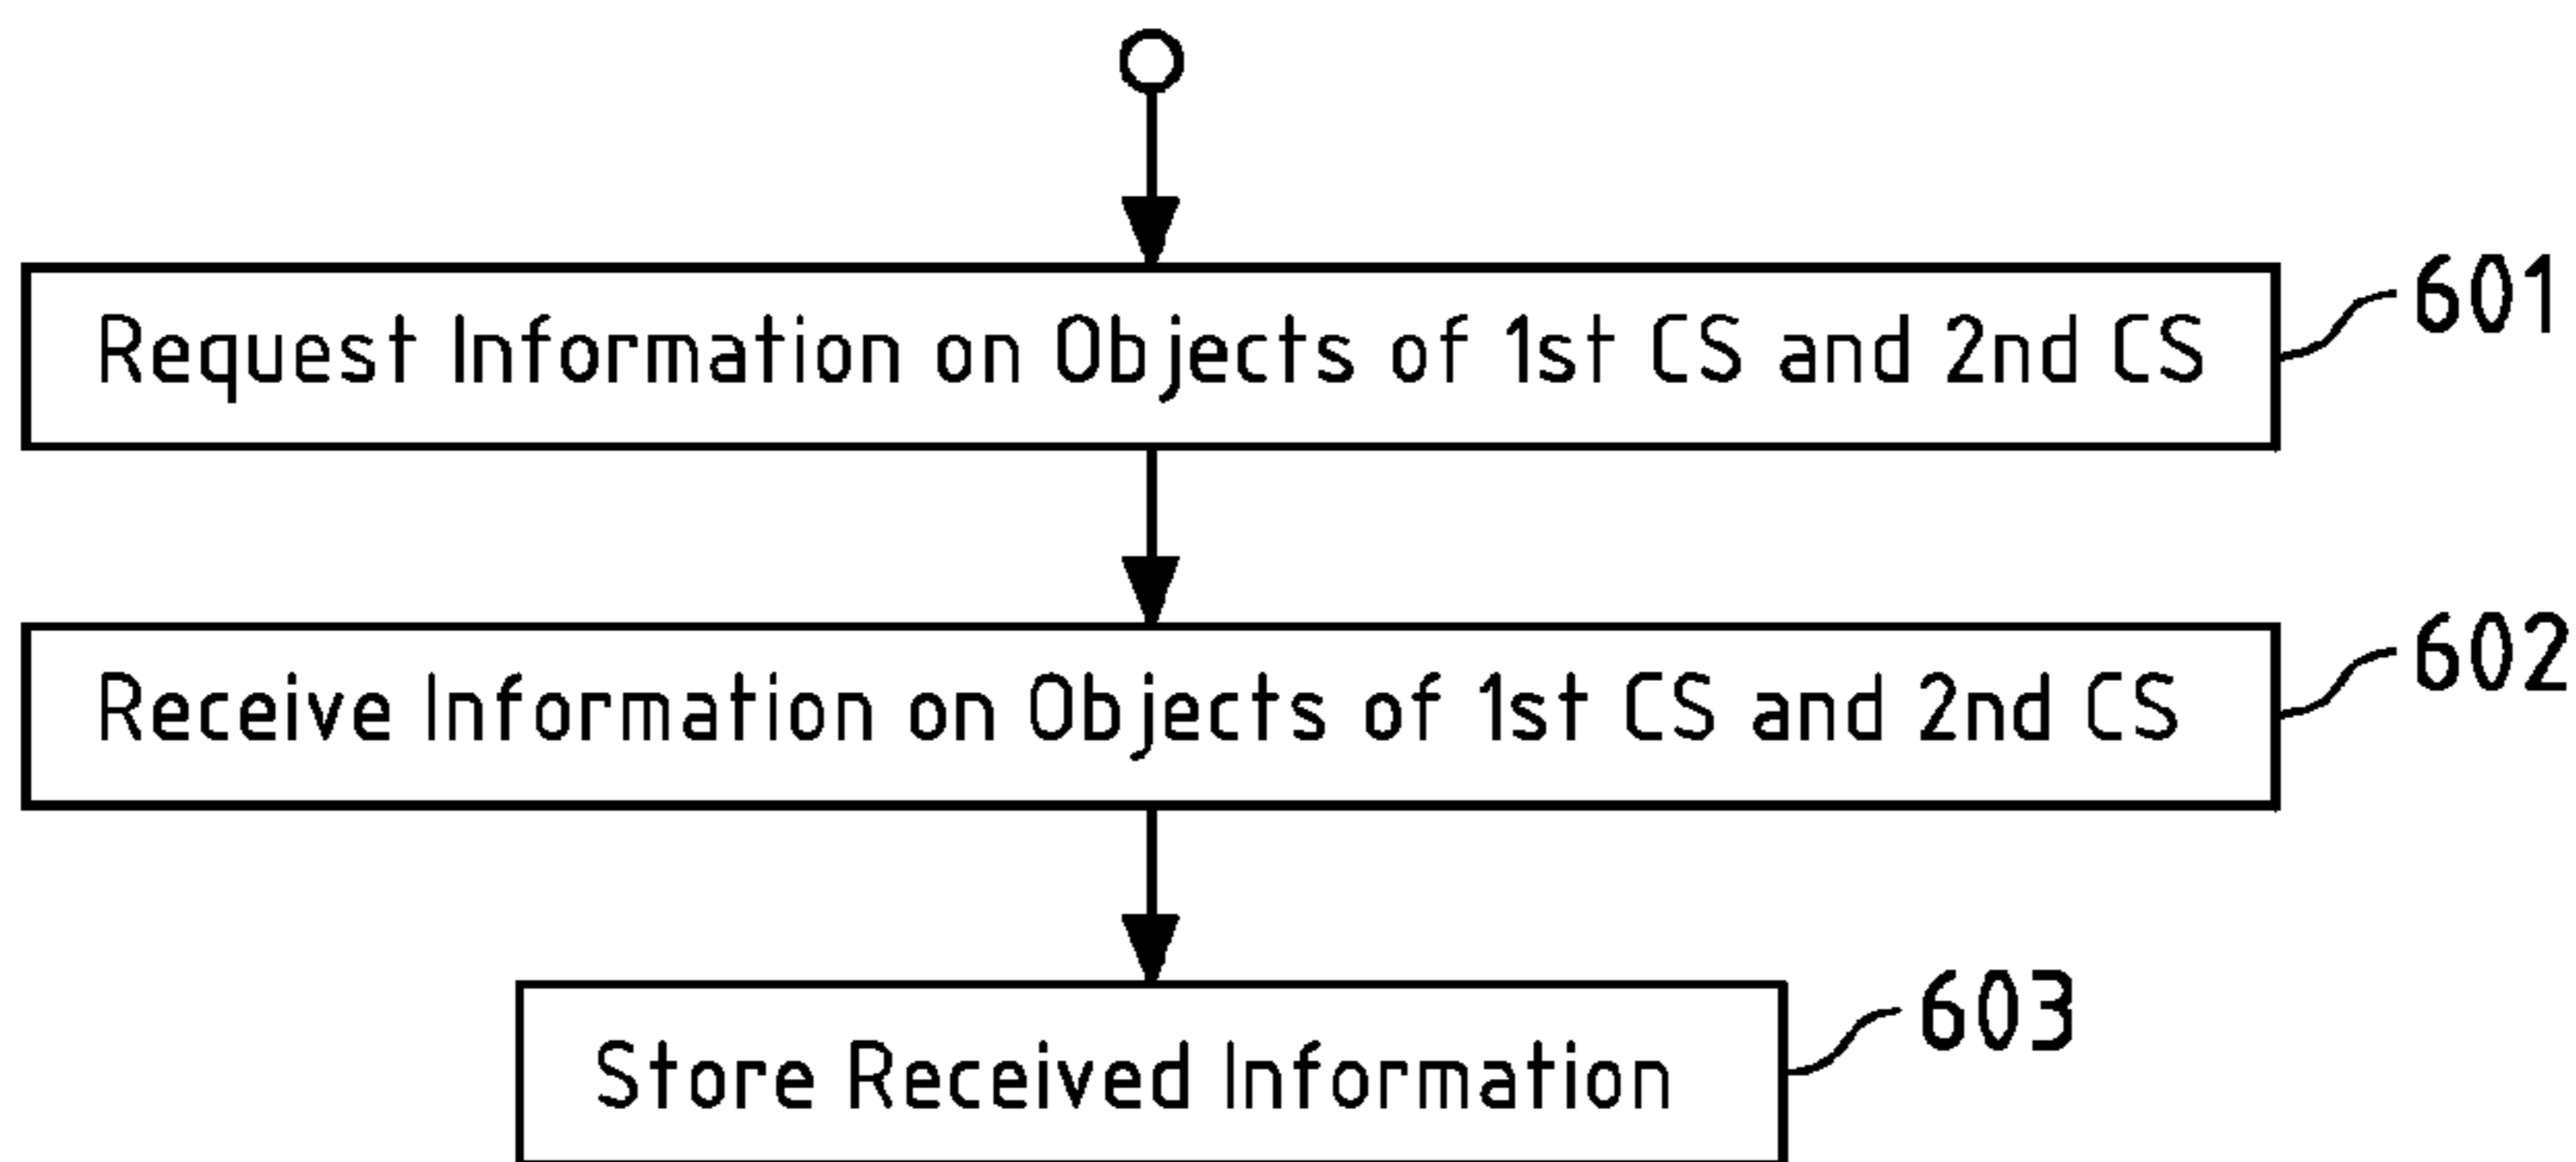 601
Request Information on Objects of 1st CS and 2nd CS
602
Receive Information on Objects of 1st CS and 2nd CS
603
Store Received Information